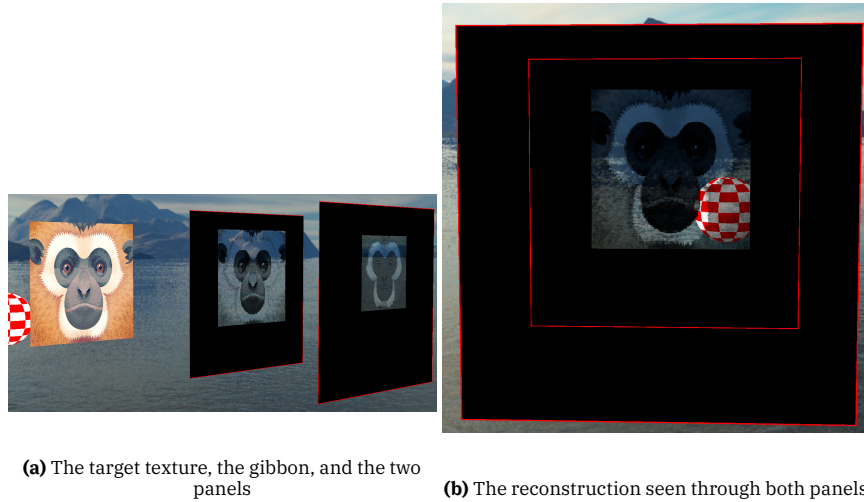 (a) The target texture, the gibbon, and the two
panels
(b) The reconstruction seen through both panels